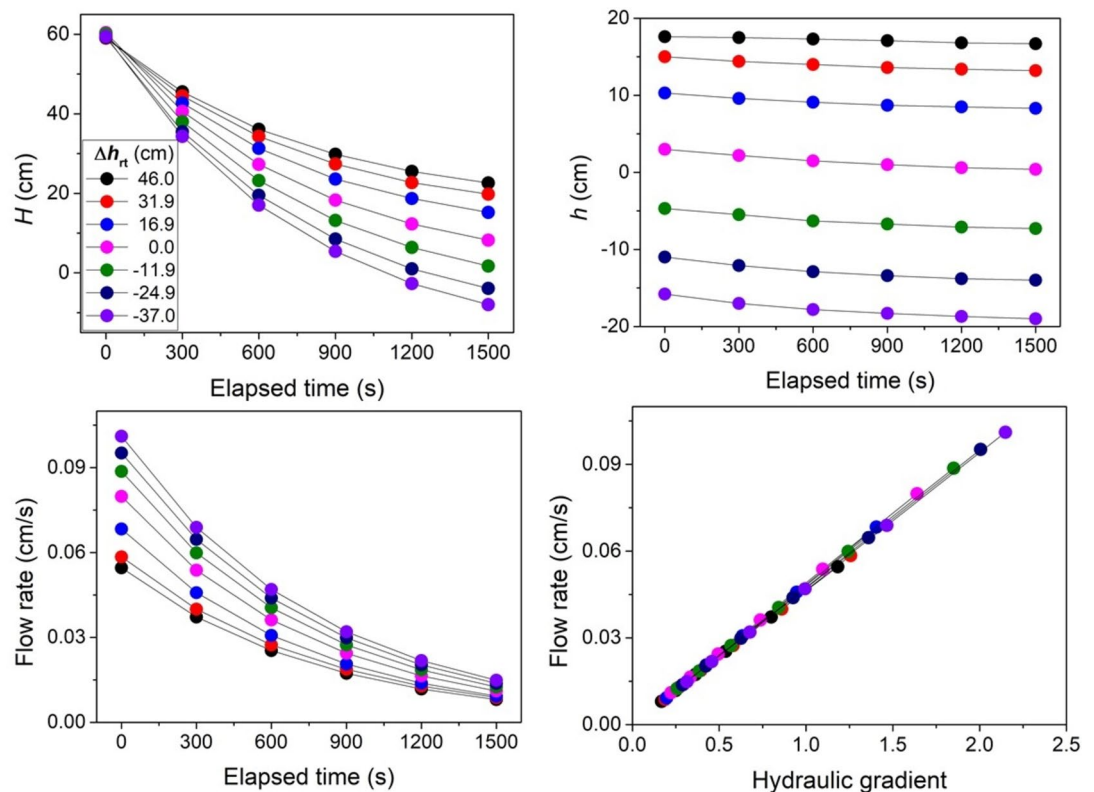 60
40
20
0
H (cm)
Δhrt (cm)
46.0
31.9
16.9
0.0
-11.9
-24.9
-37.0
0 300 600 900 1200 1500
Elapsed time (s)
20
10
0
-10
-20
h (cm)
0 300 600 900 1200 1500
Elapsed time (s)
0.09
0.06
0.03
0.00
Flow rate (cm/s)
0 300 600 900 1200 1500
Elapsed time (s)
0.09
0.06
0.03
0.00
Flow rate (cm/s)
0.0 0.5 1.0 1.5 2.0 2.5
Hydraulic gradient